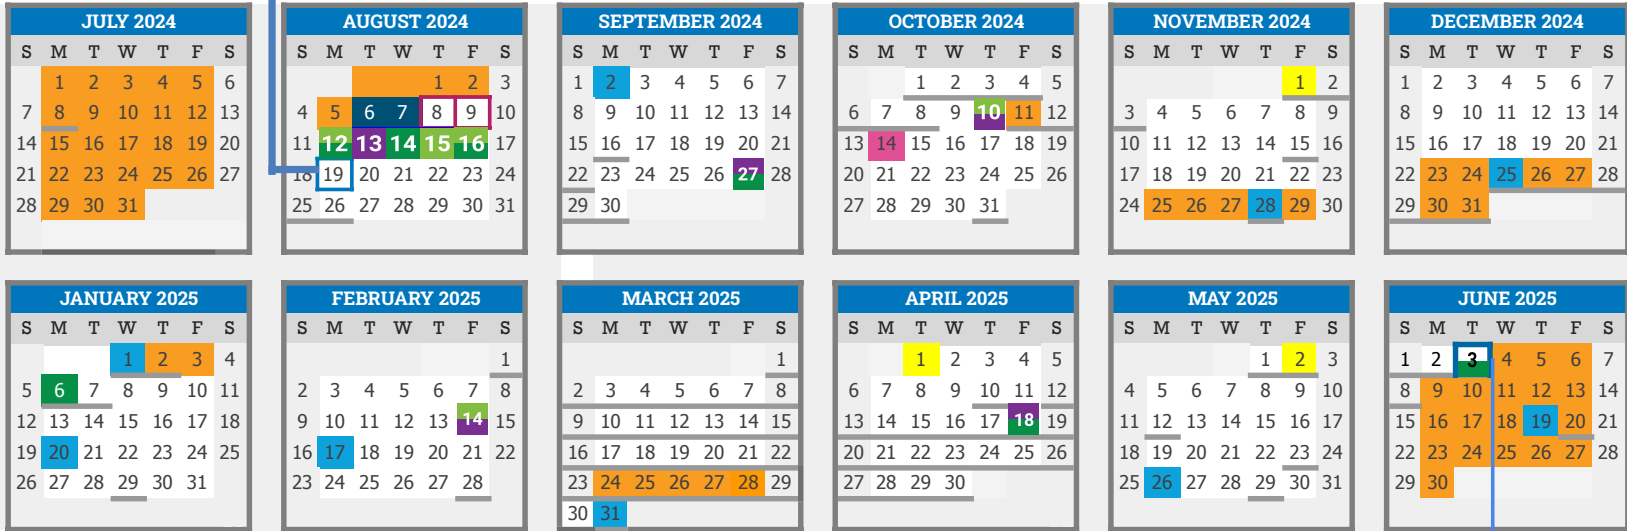 JULY 2024
S M T W T F S
1 2 3 4 5 6
7 8 9 10 11 12 13
14 15 16 17 18 19 20
21 22 23 24 25 26 27
28 29 30 31
AUGUST 2024
S M T W T F S
1 2 3
4 5 6 7 8 9 10
11 12 13 14 15 16 17
18 19 20 21 22 23 24
25 26 27 28 29 30 31
SEPTEMBER 2024
S M T W T F S
1 2 3 4 5 6 7
8 9 10 11 12 13 14
15 16 17 18 19 20 21
22 23 24 25 26 27 28
29 30
OCTOBER 2024
S M T W T F S
1 2 3 4 5
6 7 8 9 10 11 12
13 14 15 16 17 18 19
20 21 22 23 24 25 26
27 28 29 30 31
NOVEMBER 2024
S M T W T F S
1 2
3 4 5 6 7 8 9
10 11 12 13 14 15 16
17 18 19 20 21 22 23
24 25 26 27 28 29 30
DECEMBER 2024
S M T W T F S
1 2 3 4 5 6 7
8 9 10 11 12 13 14
15 16 17 18 19 20 21
22 23 24 25 26 27 28
29 30 31
JANUARY 2025
S M T W T F S
1 2 3 4
5 6 7 8 9 10 11
12 13 14 15 16 17 18
19 20 21 22 23 24 25
26 27 28 29 30 31
FEBRUARY 2025
S M T W T F S
1
2 3 4 5 6 7 8
9 10 11 12 13 14 15
16 17 18 19 20 21 22
23 24 25 26 27 28
MARCH 2025
S M T W T F S
1
2 3 4 5 6 7 8
9 10 11 12 13 14 15
16 17 18 19 20 21 22
23 24 25 26 27 28 29
30 31
APRIL 2025
S M T W T F S
1 2 3 4 5
6 7 8 9 10 11 12
13 14 15 16 17 18 19
20 21 22 23 24 25 26
27 28 29 30
MAY 2025
S M T W T F S
1 2 3
4 5 6 7 8 9 10
11 12 13 14 15 16 17
18 19 20 21 22 23 24
25 26 27 28 29 30 31
JUNE 2025
S M T W T F S
1 2 3 4 5 6 7
8 9 10 11 12 13 14
15 16 17 18 19 20 21
22 23 24 25 26 27 28
29 30